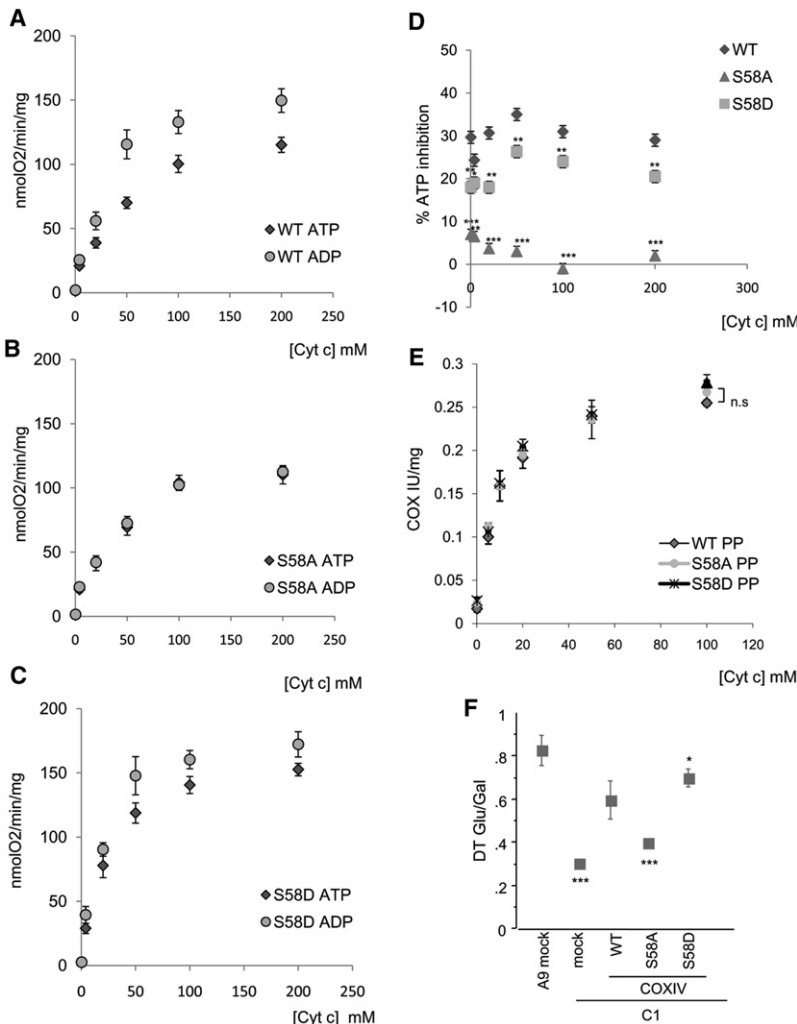 A
nmolO2/min/mg
200
150
100
50
0
WT ATP
WT ADP
0 50 100 150 200 250
[Cyt c] mM
B
nmolO2/min/mg
200
150
100
50
0
S58A ATP
S58A ADP
0 50 100 150 200 250
[Cyt c] mM
C
nmolO2/min/mg
200
150
100
50
0
S58D ATP
S58D ADP
0 50 100 150 200 250
[Cyt c] mM
D
% ATP inhibition
50
40
30
20
10
0
-10
WT
S58A
S58D
** ** ** **
*** *** *** *** ***
**
0 100 200 300
[Cyt c] mM
E
COX IU/mg
0.3
0.25
0.2
0.15
0.1
0.05
0
n.s
WT PP
S58A PP
S58D PP
0 20 40 60 80 100 120
[Cyt c] mM
F
DT Glu/Gal
1
.8
.6
.4
.2
0
***
***
*
A9 mock
mock
WT
S58A
S58D
COXIV
C1